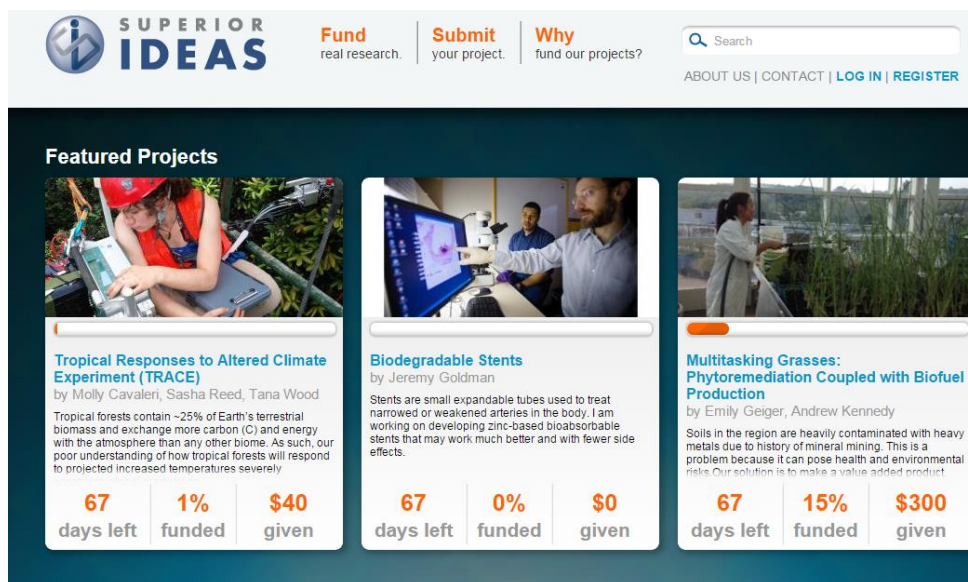 SUPERIOR
IDEAS
Fund
real research.
Submit
your project.
Why
fund our projects?
Search
ABOUT US | CONTACT | LOG IN | REGISTER
Featured Projects
Tropical Responses to Altered Climate
Experiment (TRACE)
by Molly Cavaleri, Sasha Reed, Tana Wood
Tropical forests contain ~25% of Earth's terrestrial
biomass and exchange more carbon (C) and energy
with the atmosphere than any other biome. As such, our
poor understanding of how tropical forests will respond
to projected increased temperatures severely
67
days left
1%
funded
$40
given
Biodegradable Stents
by Jeremy Goldman
Stents are small expandable tubes used to treat
narrowed or weakened arteries in the body. I am
working on developing zinc-based bioabsorbable
stents that may work much better and with fewer side
effects.
67
days left
0%
funded
$0
given
Multitasking Grasses:
Phytoremediation Coupled with Biofuel
Production
by Emily Geiger, Andrew Kennedy
Soils in the region are heavily contaminated with heavy
metals due to history of mineral mining. This is a
problem because it can pose health and environmental
risks.Our solution is to make a value added product.
67
days left
15%
funded
$300
given